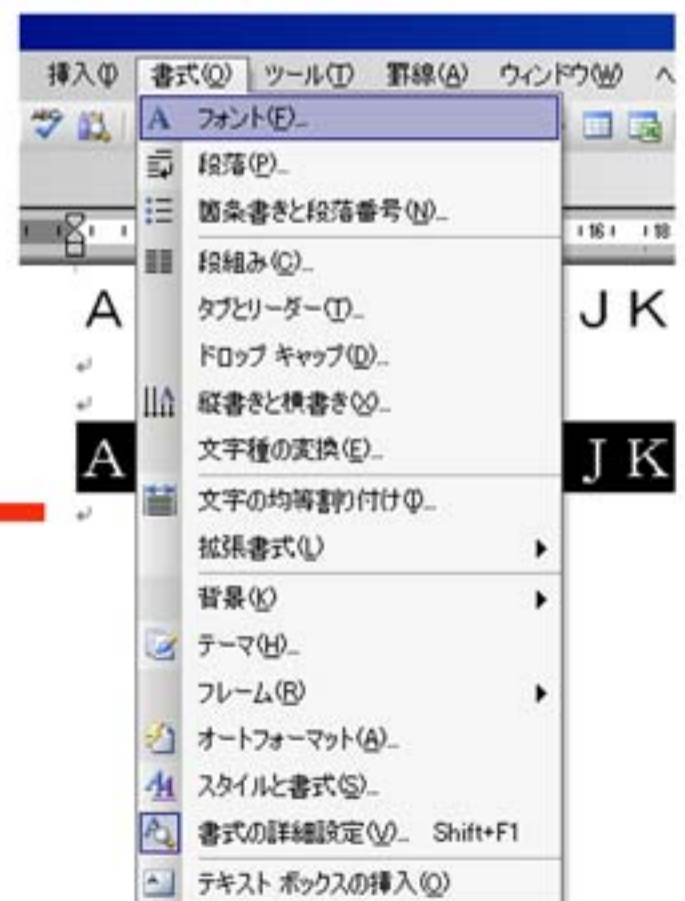 挿入(I) 書式(O) ツール(T) 罫線(A) ウィンドウ(W) ヘ
フォント(F)...
段落(P)...
箇条書きと段落番号(N)...
16 18
段組み(C)...
タブとリーダー(T)...
A J K
ドロップ キャップ(D)...
縦書きと横書き(X)...
文字種の変換(E)...
A J K
文字の均等割り付け(I)...
拡張書式(L)
背景(K)
テーマ(H)...
フレーム(R)
オートフォーマット(A)...
スタイルと書式(S)...
書式の詳細設定(V)... Shift+F1
テキスト ボックスの挿入(O)